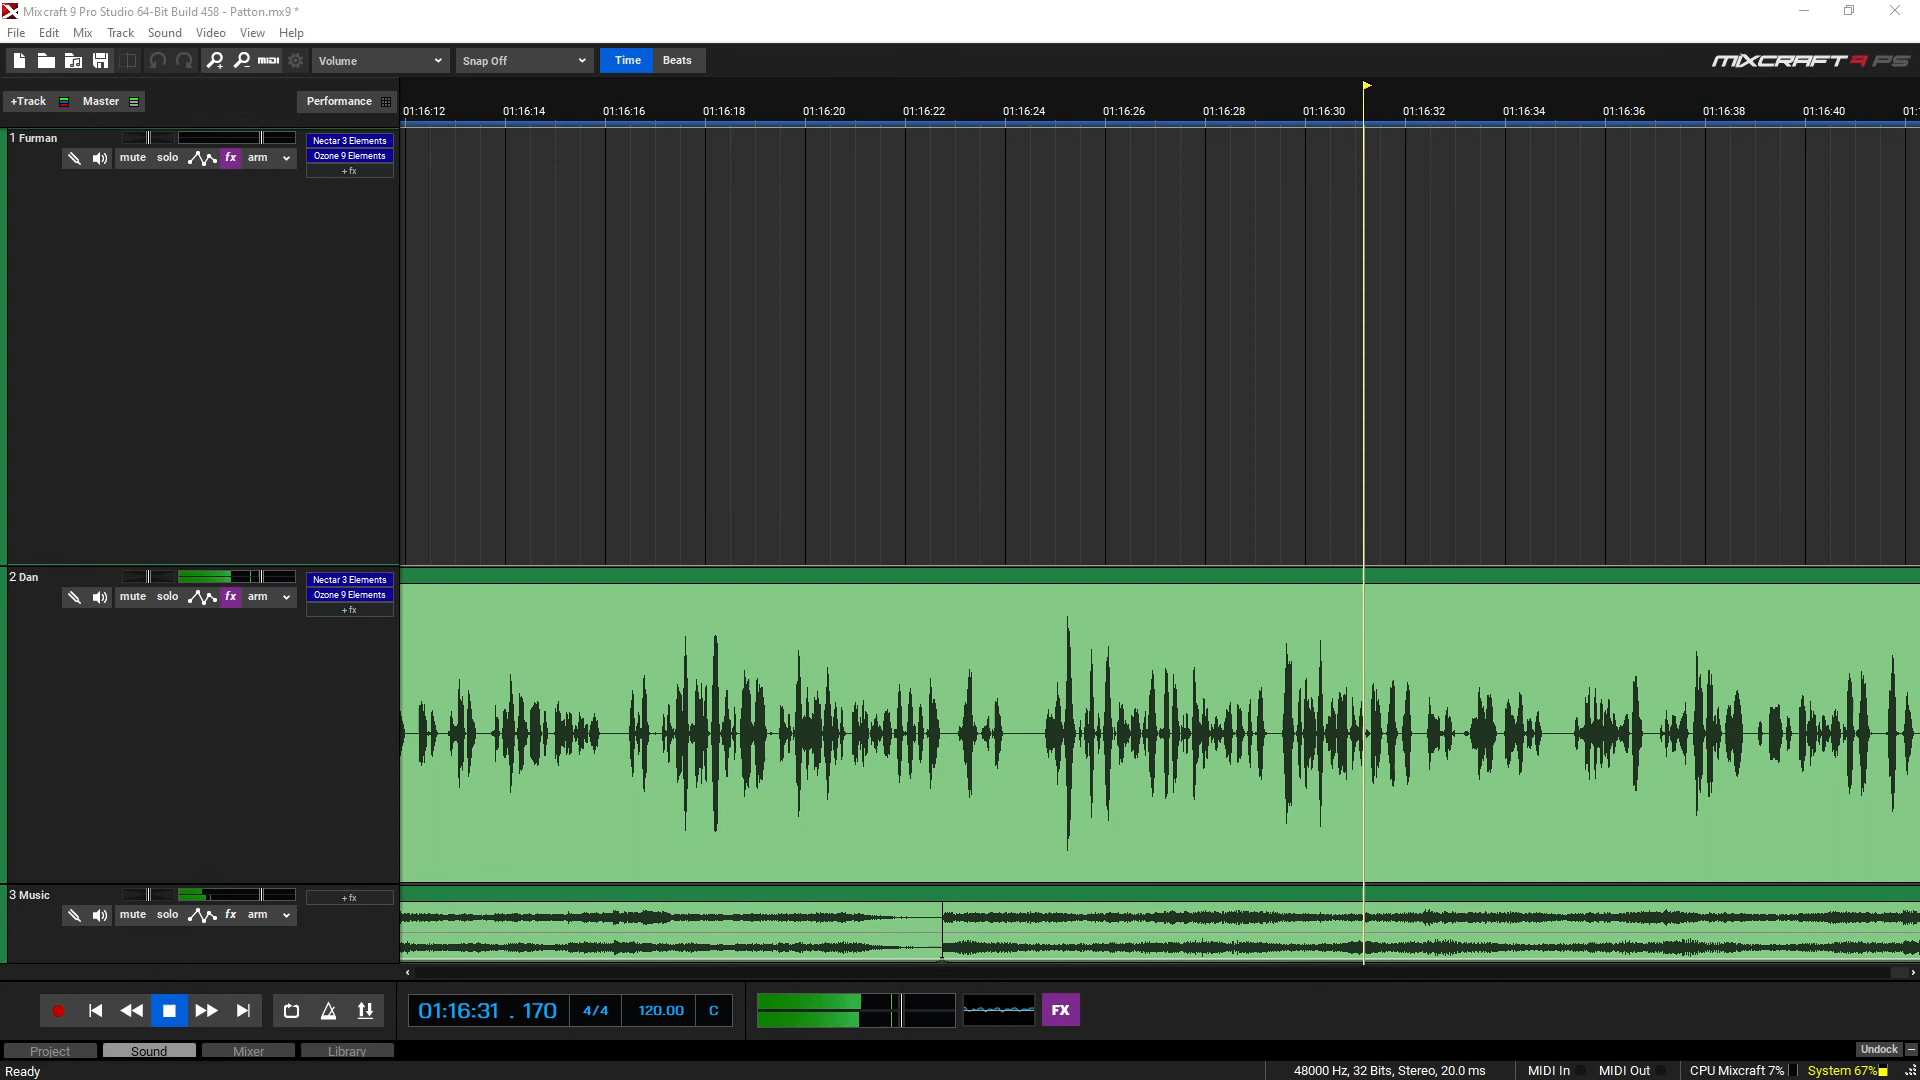 Mixcraft 9 Pro Studio 64-Bit Build 458 - Patton.mx9 *
File Edit Mix Track Sound Video View Help
MIDI Volume Snap Off Time Beats MIXCRAFT 9 PS
+Track Master Performance
01:16:12 01:16:14 01:16:16 01:16:18 01:16:20 01:16:22 01:16:24 01:16:26 01:16:28 01:16:30 01:16:32 01:16:34 01:16:36 01:16:38 01:16:40 01:1
1 Furman Nectar 3 Elements
mute solo fx arm Ozone 9 Elements
+ fx
2 Dan Nectar 3 Elements
mute solo fx arm Ozone 9 Elements
+ fx
3 Music + fx
mute solo fx arm
01:16:31 . 170 4/4 120.00 C FX
Project Sound Mixer Library Undock
Ready 48000 Hz, 32 Bits, Stereo, 20.0 ms MIDI In MIDI Out CPU Mixcraft 7% System 67%